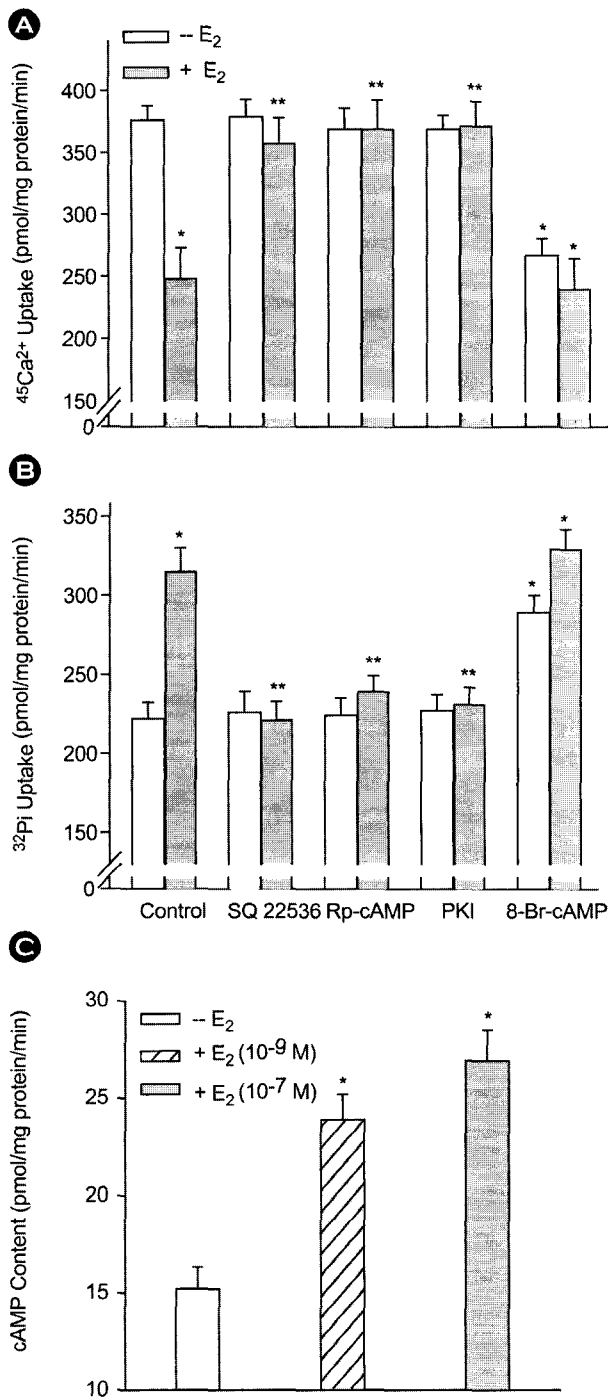 A
– E₂
+ E₂
⁴⁵Ca²⁺ Uptake (pmol/mg protein/min)
400
350
300
250
200
150
0
*
**
**
**
*
*
B
³²Pi Uptake (pmol/mg protein/min)
350
300
250
200
150
0
*
**
**
**
*
*
Control SQ 22536 Rp-cAMP PKI 8-Br-cAMP
C
– E₂
+ E₂ (10⁻⁹ M)
+ E₂ (10⁻⁷ M)
cAMP Content (pmol/mg protein/min)
30
25
20
15
10
*
*